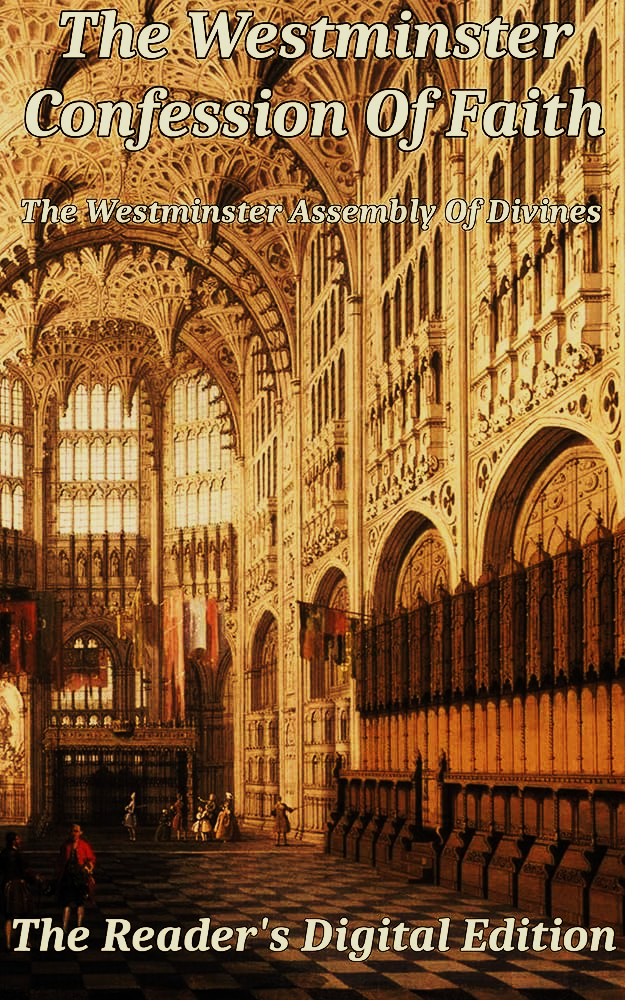 The Westminster
Confession Of Faith
The Westminster Assembly Of Divines
The Reader's Digital Edition